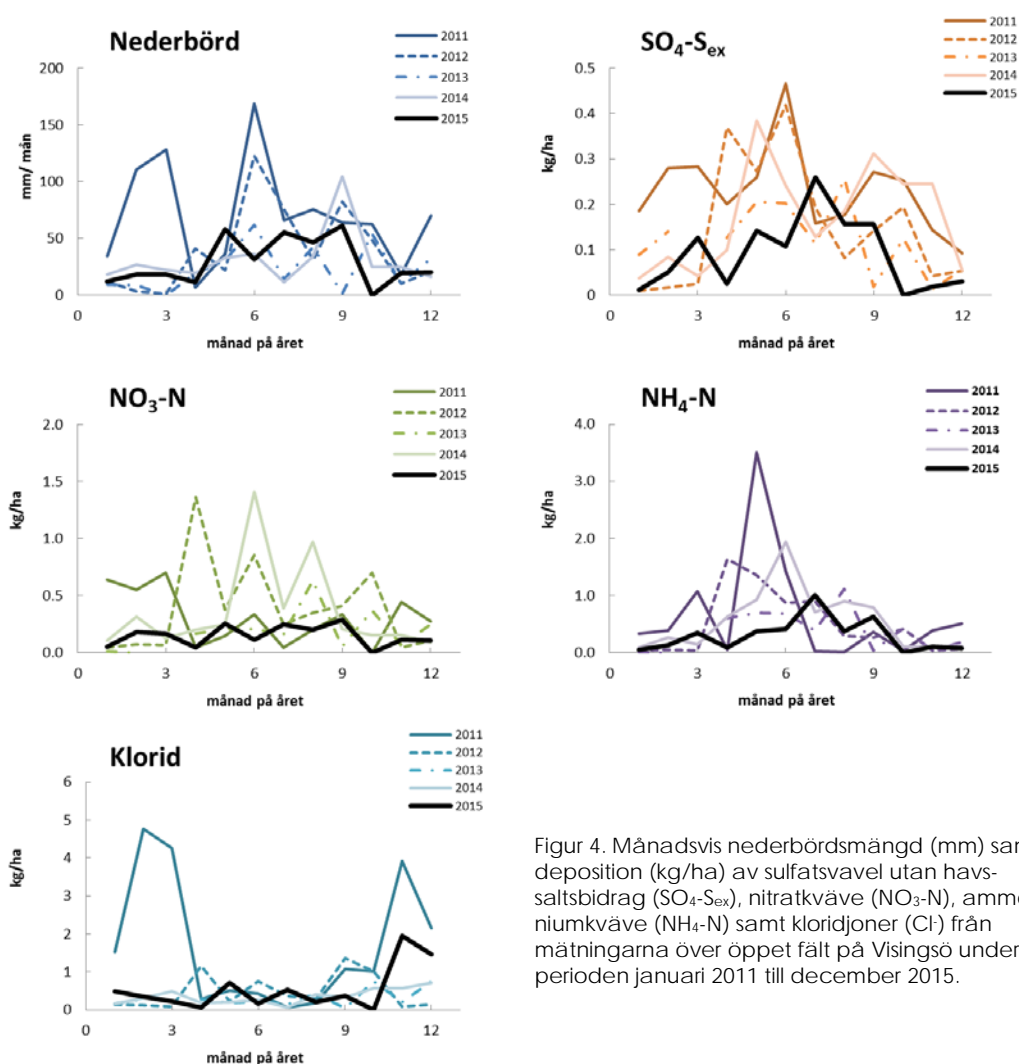 Nederbörd
2011
2012
2013
2014
2015
200
150
100
50
0
mm/ mån
0 3 6 9 12
månad på året
SO₄-Sₑₓ
2011
2012
2013
2014
2015
0.5
0.4
0.3
0.2
0.1
0
kg/ha
0 3 6 9 12
månad på året
NO₃-N
2011
2012
2013
2014
2015
2.0
1.5
1.0
0.5
0.0
kg/ha
0 3 6 9 12
månad på året
NH₄-N
2011
2012
2013
2014
2015
4.0
3.0
2.0
1.0
0.0
kg/ha
0 3 6 9 12
månad på året
Klorid
2011
2012
2013
2014
2015
6
5
4
3
2
1
0
kg/ha
0 3 6 9 12
månad på året
Figur 4. Månadsvis nederbördsmängd (mm)
deposition (kg/ha) av sulfatsvavel utan havs-
saltsbidrag (SO₄-Sₑₓ), nitratkväve (NO₃-N),
niumkväve (NH₄-N) samt kloridjoner (Cl⁻) från
mätningarna över öppet fält på Visingsö under
perioden januari 2011 till december 2015.